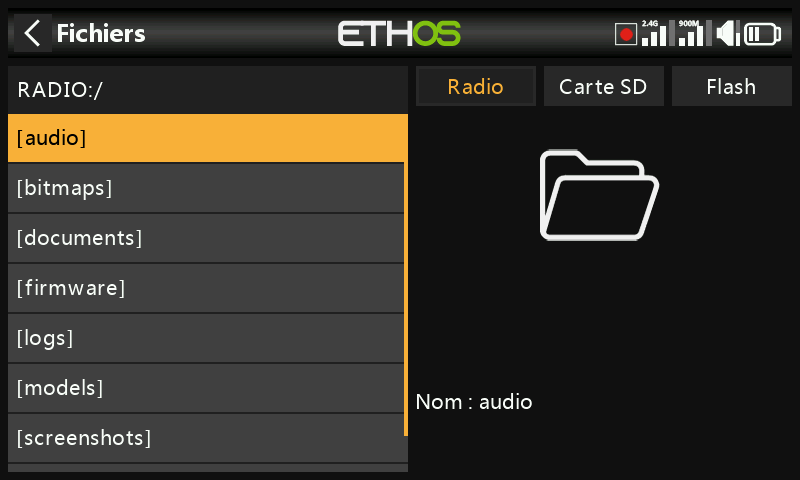 Fichiers
ETHOS
2.4G
900M
RADIO:/
Radio
Carte SD
Flash
[audio]
[bitmaps]
[documents]
[firmware]
[logs]
[models]
[screenshots]
Nom : audio